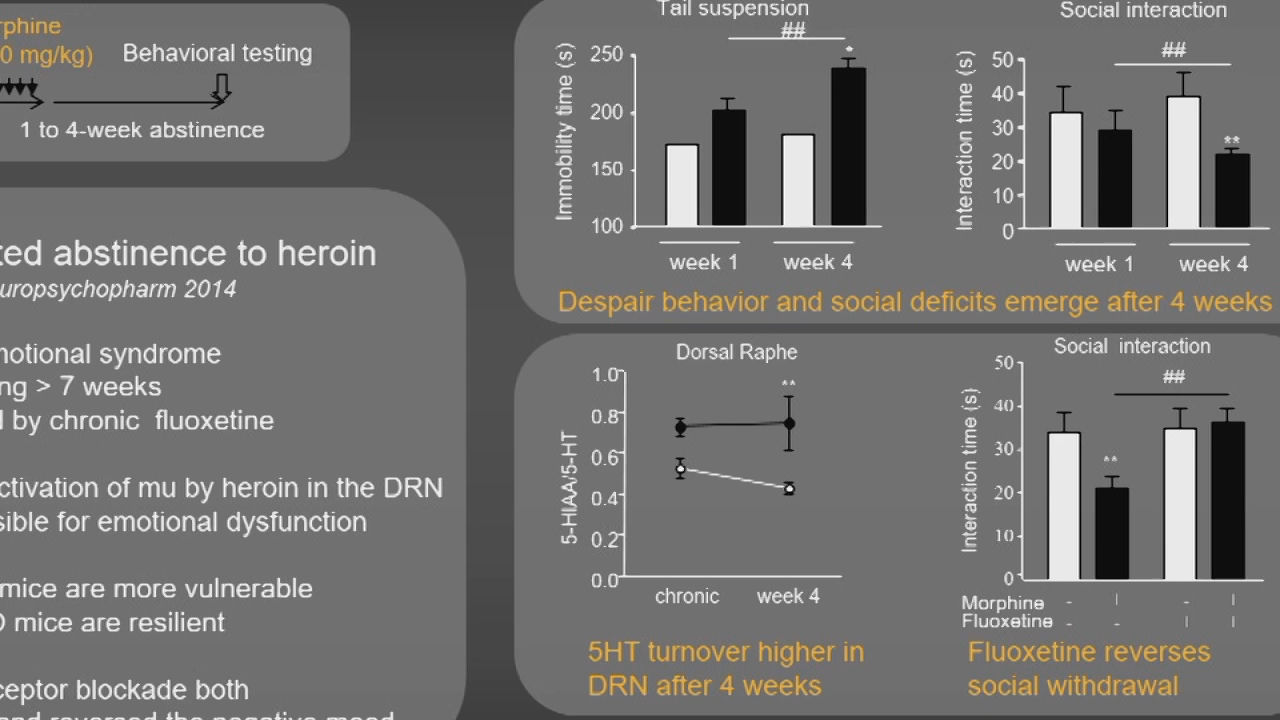 rphine
0 mg/kg)
Behavioral testing
1 to 4-week abstinence
ted abstinence to heroin
uropsychopharm 2014
notional syndrome
ng > 7 weeks
l by chronic fluoxetine
ctivation of mu by heroin in the DRN
sible for emotional dysfunction
mice are more vulnerable
O mice are resilient
ceptor blockade both
and reversed the negative mood
Tail suspension
##
*
Immobility time (s)
250
200
150
100
week 1
week 4
Social interaction
##
**
Interaction time (s)
50
40
30
20
10
0
week 1
week 4
Despair behavior and social deficits emerge after 4 weeks
Dorsal Raphe
**
5-HIAA/5-HT
1.0
0.8
0.6
0.4
0.2
0.0
chronic
week 4
5HT turnover higher in
DRN after 4 weeks
Social interaction
##
**
Interaction time (s)
50
40
30
20
10
0
Morphine - | - |
Fluoxetine - - | |
Fluoxetine reverses
social withdrawal